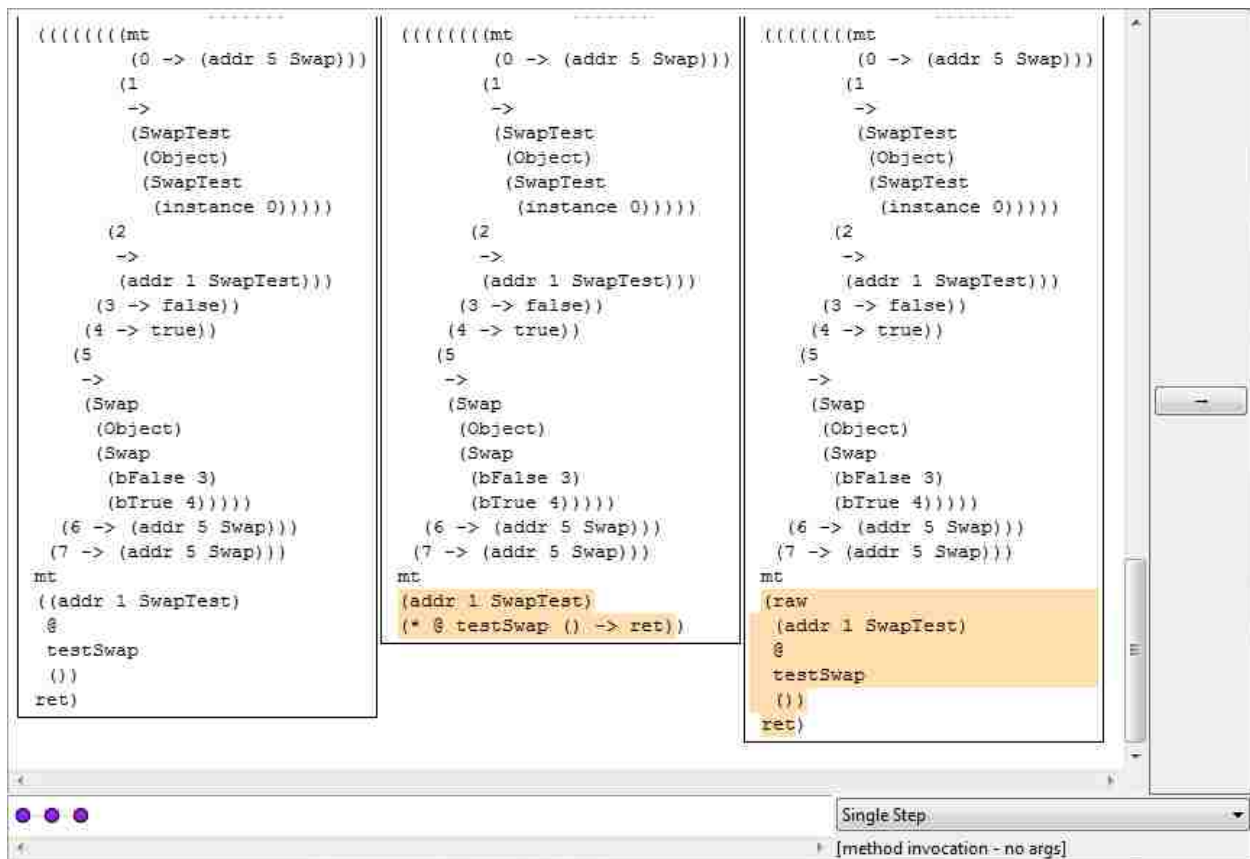 ((((((((mt
(0 -> (addr 5 Swap)))
(1
->
(SwapTest
(Object)
(SwapTest
(instance 0)))))
(2
->
(addr 1 SwapTest)))
(3 -> false))
(4 -> true))
(5
->
(Swap
(Object)
(Swap
(bFalse 3)
(bTrue 4)))))
(6 -> (addr 5 Swap)))
(7 -> (addr 5 Swap)))
mt
((addr 1 SwapTest)
@
testSwap
())
ret)
((((((((mt
(0 -> (addr 5 Swap)))
(1
->
(SwapTest
(Object)
(SwapTest
(instance 0)))))
(2
->
(addr 1 SwapTest)))
(3 -> false))
(4 -> true))
(5
->
(Swap
(Object)
(Swap
(bFalse 3)
(bTrue 4)))))
(6 -> (addr 5 Swap)))
(7 -> (addr 5 Swap)))
mt
(addr 1 SwapTest)
(* @ testSwap () -> ret))
((((((((mt
(0 -> (addr 5 Swap)))
(1
->
(SwapTest
(Object)
(SwapTest
(instance 0)))))
(2
->
(addr 1 SwapTest)))
(3 -> false))
(4 -> true))
(5
->
(Swap
(Object)
(Swap
(bFalse 3)
(bTrue 4)))))
(6 -> (addr 5 Swap)))
(7 -> (addr 5 Swap)))
mt
(raw
(addr 1 SwapTest)
@
testSwap
())
ret)
→
Single Step
[method invocation - no args]